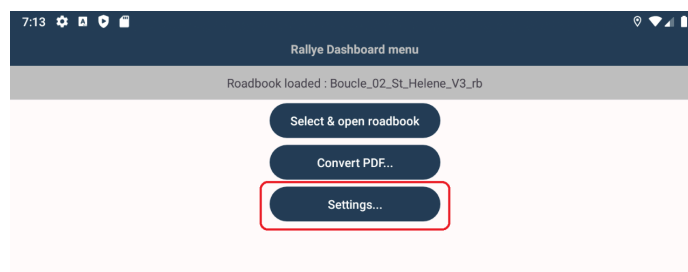 7:13
Rallye Dashboard menu
Roadbook loaded : Boucle_02_St_Helene_V3_rb
Select & open roadbook
Convert PDF...
Settings...